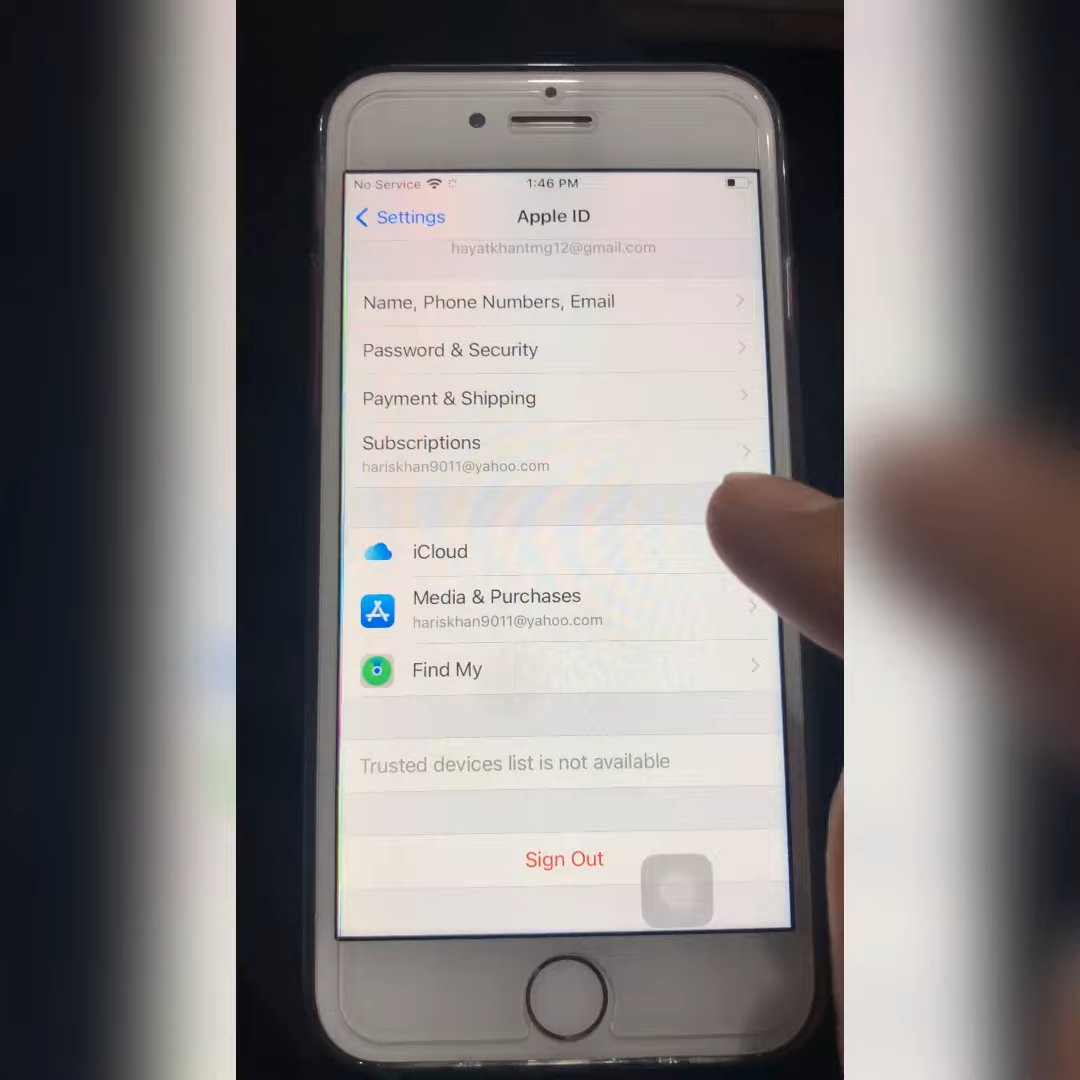 No Service 1:46 PM
Settings Apple ID
hayatkhantmg12@gmail.com
Name, Phone Numbers, Email
Password & Security
Payment & Shipping
Subscriptions
hariskhan9011@yahoo.com
iCloud
Media & Purchases
hariskhan9011@yahoo.com
Find My
Trusted devices list is not available
Sign Out